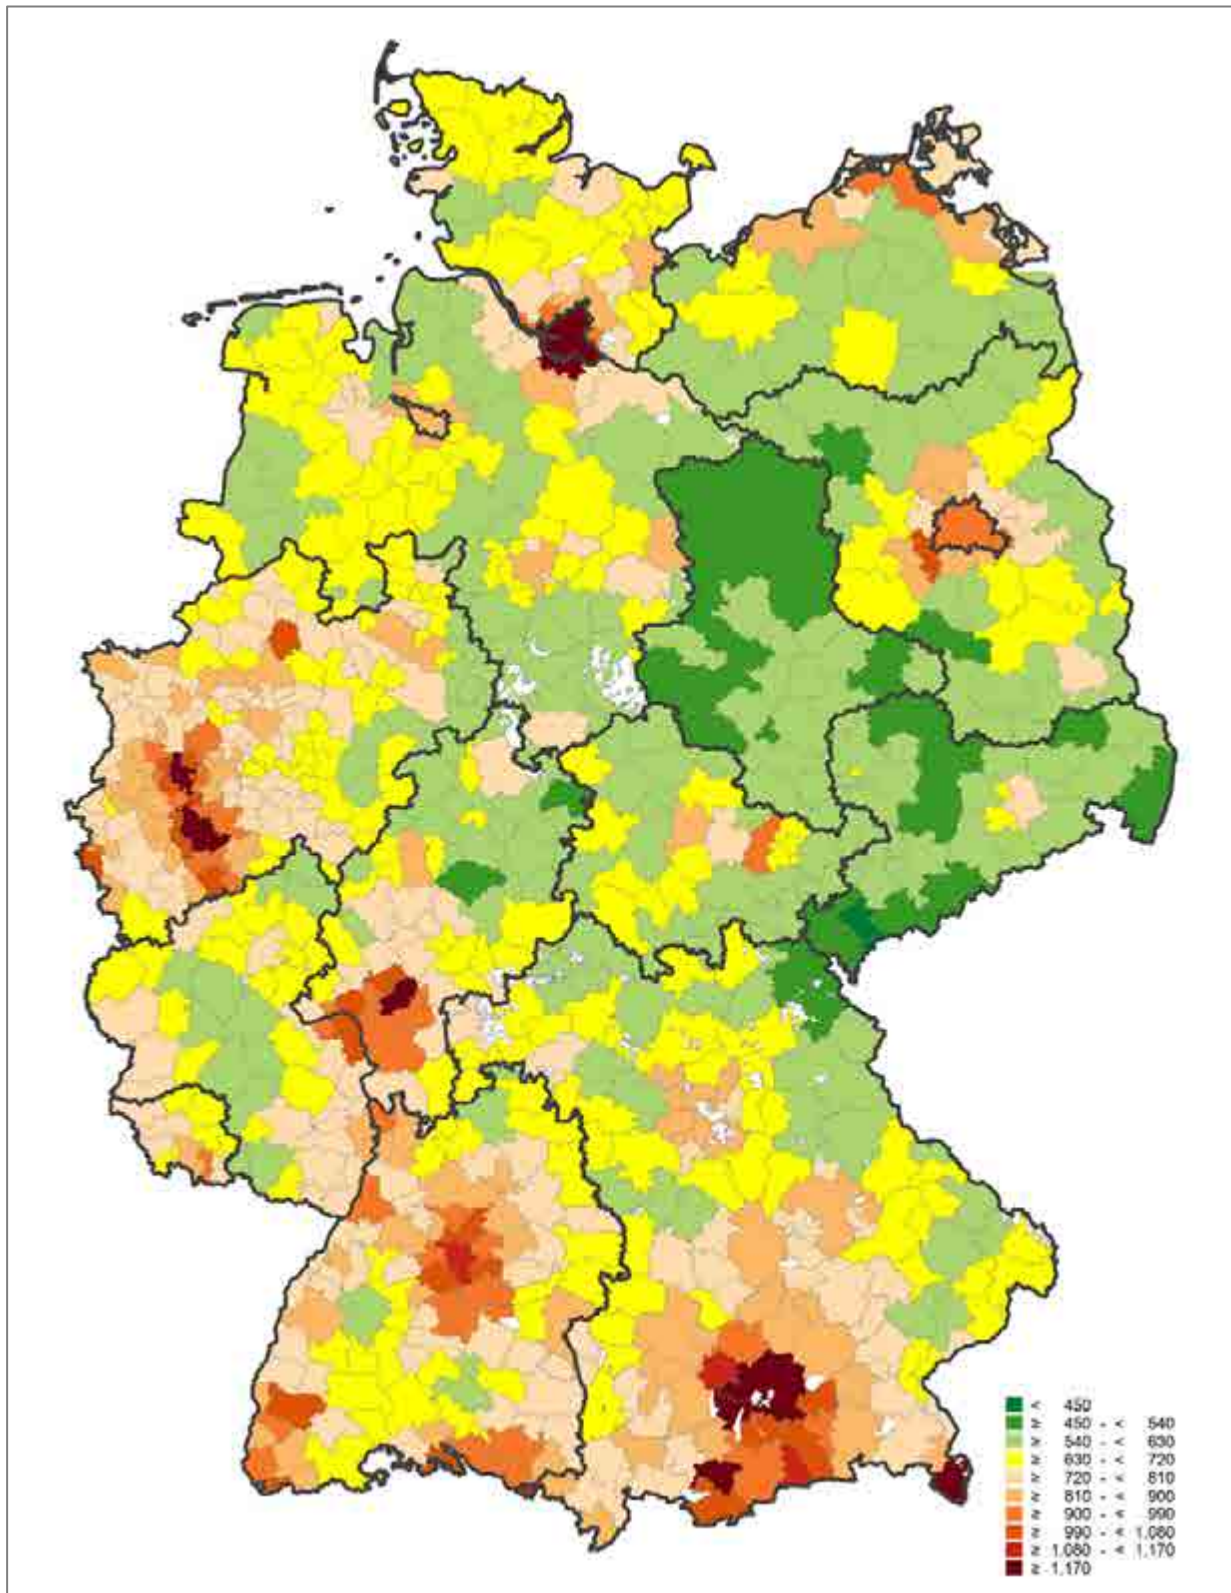 < 450
≥ 450 - < 540
≥ 540 - < 630
≥ 630 - < 720
≥ 720 - < 810
≥ 810 - < 900
≥ 900 - < 990
≥ 990 - < 1.080
≥ 1.080 - < 1.170
≥ 1.170